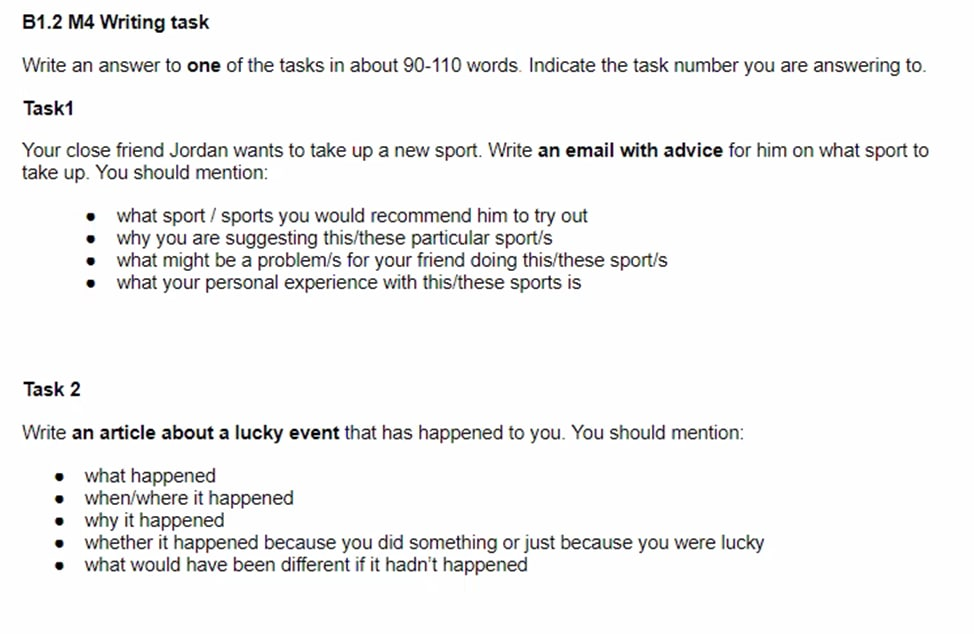 B1.2 M4 Writing task
Write an answer to one of the tasks in about 90-110 words. Indicate the task number you are answering to.
Task1
Your close friend Jordan wants to take up a new sport. Write an email with advice for him on what sport to
take up. You should mention:
● what sport / sports you would recommend him to try out
● why you are suggesting this/these particular sport/s
● what might be a problem/s for your friend doing this/these sport/s
● what your personal experience with this/these sports is
Task 2
Write an article about a lucky event that has happened to you. You should mention:
● what happened
● when/where it happened
● why it happened
● whether it happened because you did something or just because you were lucky
● what would have been different if it hadn't happened